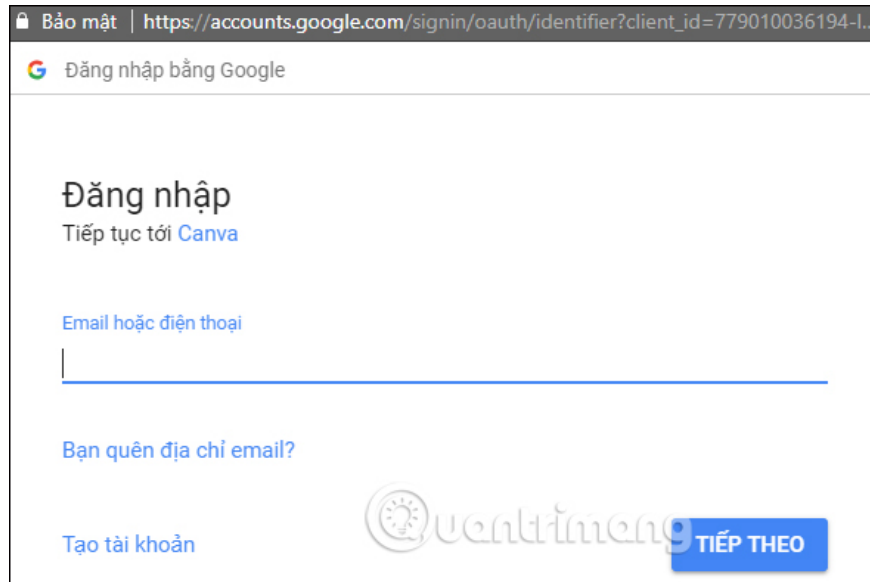 Bảo mật | https://accounts.google.com/signin/oauth/identifier?client_id=779010036194-l...
G Đăng nhập bằng Google
Đăng nhập
Tiếp tục tới Canva
Email hoặc điện thoại
Bạn quên địa chỉ email?
Quantrimang
Tạo tài khoản
TIẾP THEO